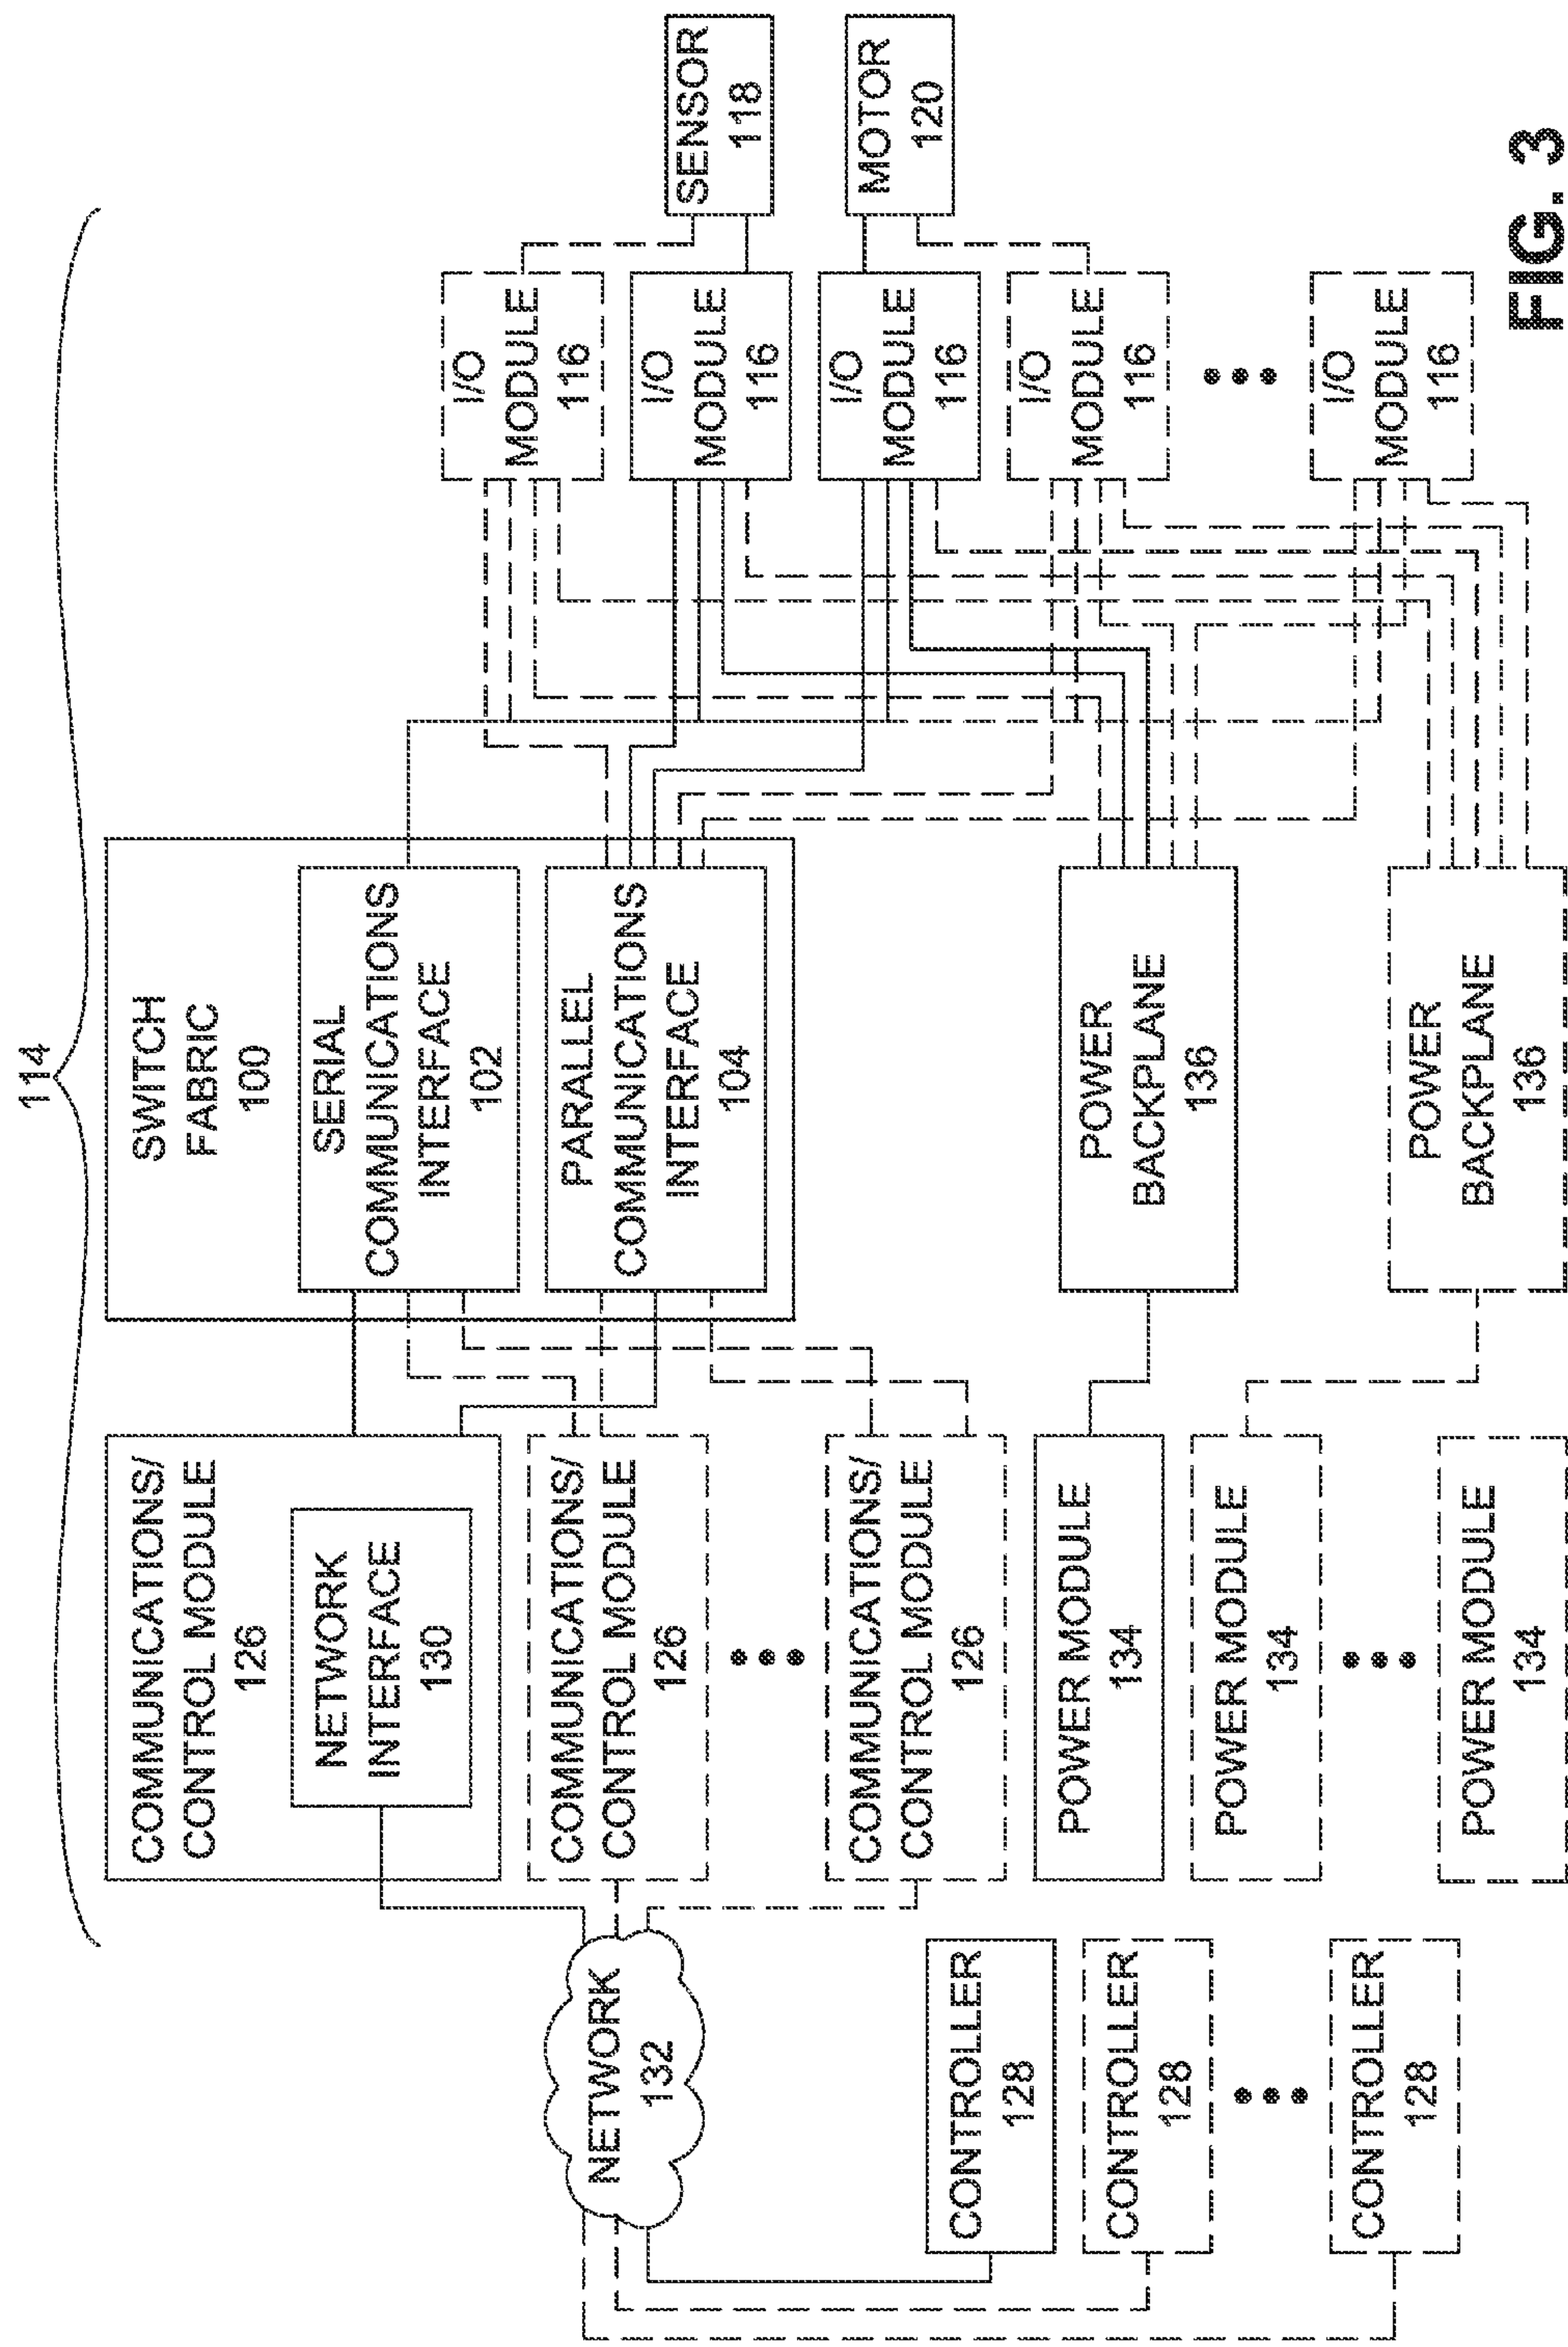 114
COMMUNICATIONS/
CONTROL MODULE
126
NETWORK
INTERFACE
130
SWITCH
FABRIC
100
SERIAL
COMMUNICATIONS
INTERFACE
102
PARALLEL
COMMUNICATIONS
INTERFACE
104
I/O
MODULE
116
I/O
MODULE
116
I/O
MODULE
116
I/O
MODULE
116
I/O
MODULE
116
SENSOR
118
MOTOR
120
NETWORK
132
COMMUNICATIONS/
CONTROL MODULE
126
COMMUNICATIONS/
CONTROL MODULE
126
CONTROLLER
128
CONTROLLER
128
CONTROLLER
128
POWER MODULE
134
POWER MODULE
134
POWER MODULE
134
POWER
BACKPLANE
136
POWER
BACKPLANE
136
FIG. 3